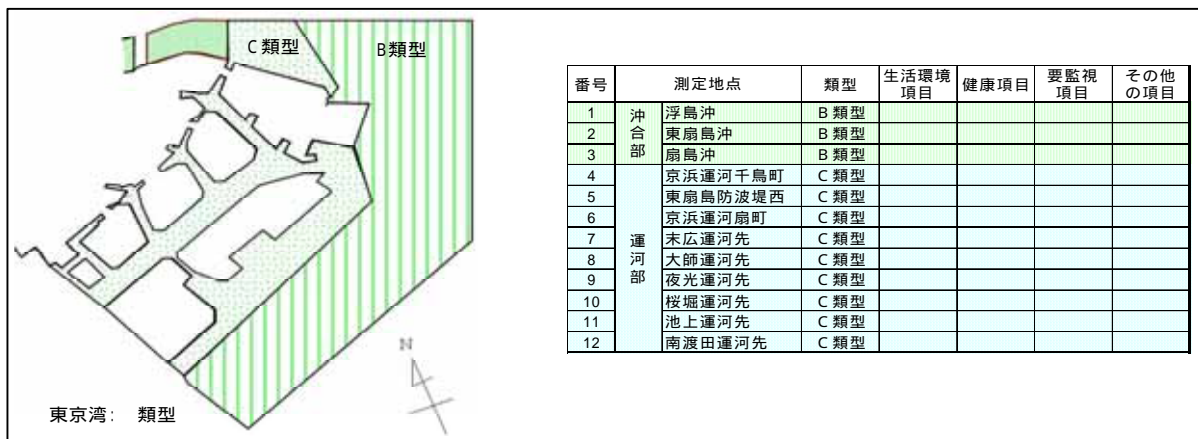 C類型
B類型
N
東京湾： 類型
番号 測定地点 類型 生活環境項目 健康項目 要監視項目 その他の項目
沖合部
1 浮島沖 B類型
2 東扇島沖 B類型
3 扇島沖 B類型
運河部
4 京浜運河千鳥町 C類型
5 東扇島防波堤西 C類型
6 京浜運河扇町 C類型
7 末広運河先 C類型
8 大師運河先 C類型
9 夜光運河先 C類型
10 桜堀運河先 C類型
11 池上運河先 C類型
12 南渡田運河先 C類型